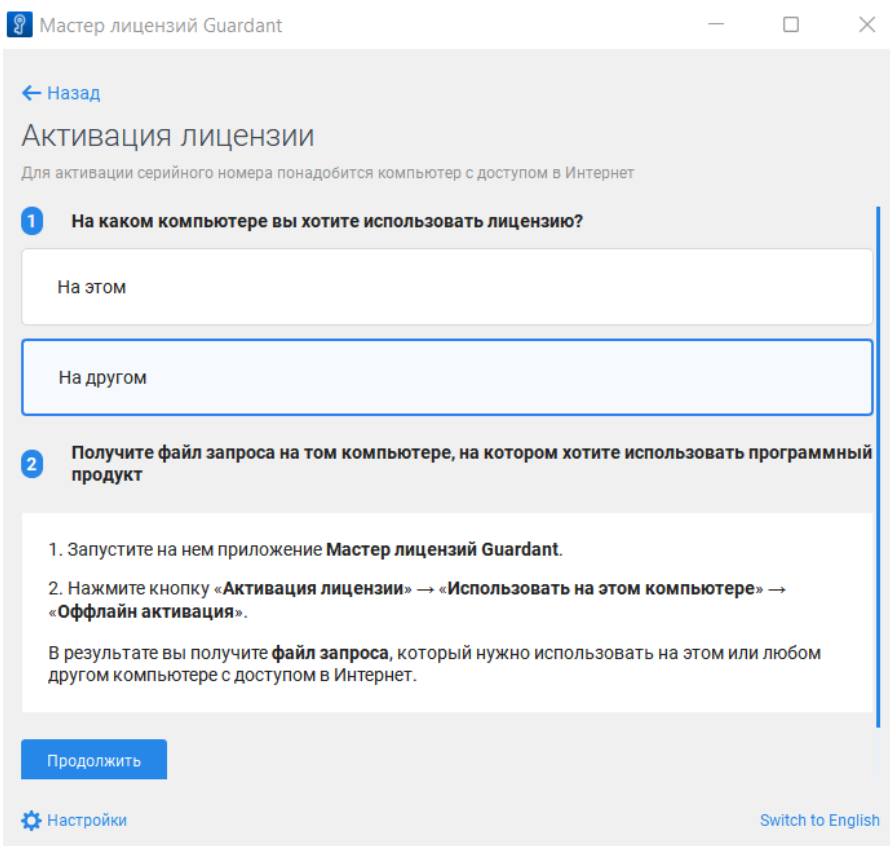 Мастер лицензий Guardant
Назад
Активация лицензии
Для активации серийного номера понадобится компьютер с доступом в Интернет
1 На каком компьютере вы хотите использовать лицензию?
На этом
На другом
2 Получите файл запроса на том компьютере, на котором хотите использовать программный
продукт
1. Запустите на нем приложение Мастер лицензий Guardant.
2. Нажмите кнопку «Активация лицензии» → «Использовать на этом компьютере» →
«Оффлайн активация».
В результате вы получите файл запроса, который нужно использовать на этом или любом
другом компьютере с доступом в Интернет.
Продолжить
Настройки
Switch to English